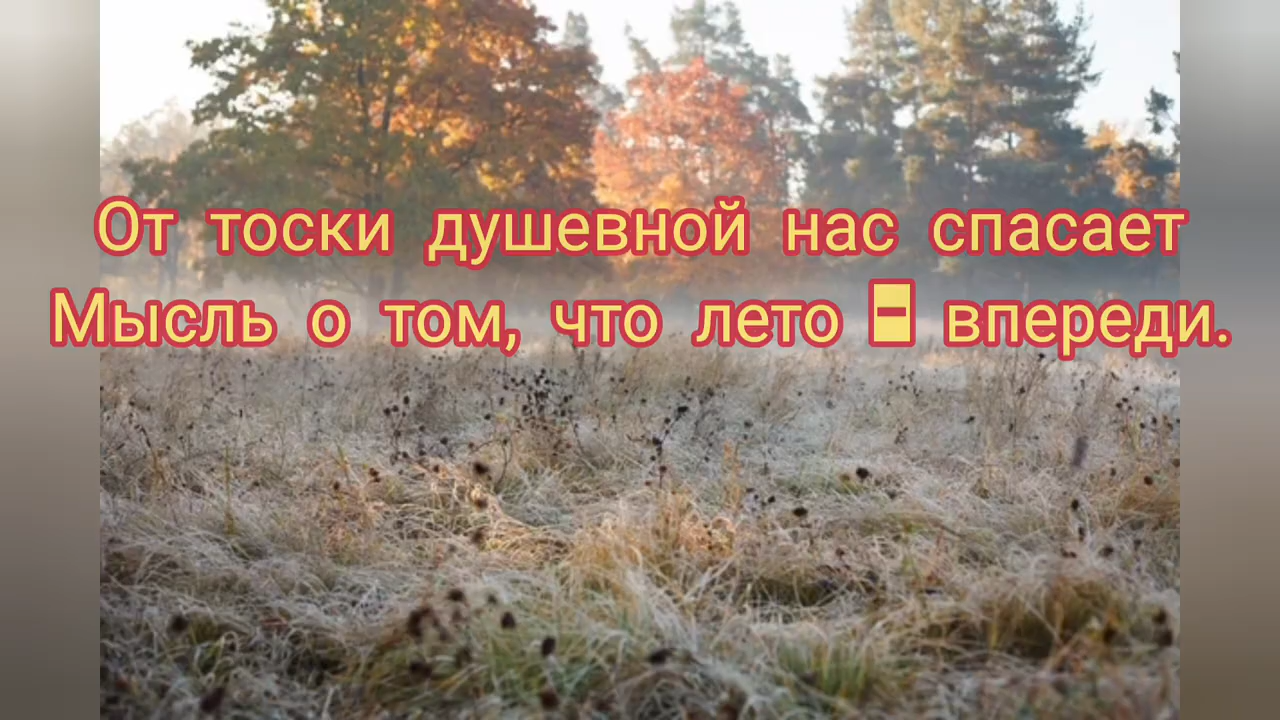 От тоски душевной нас спасает
Мысль о том, что лето - впереди.